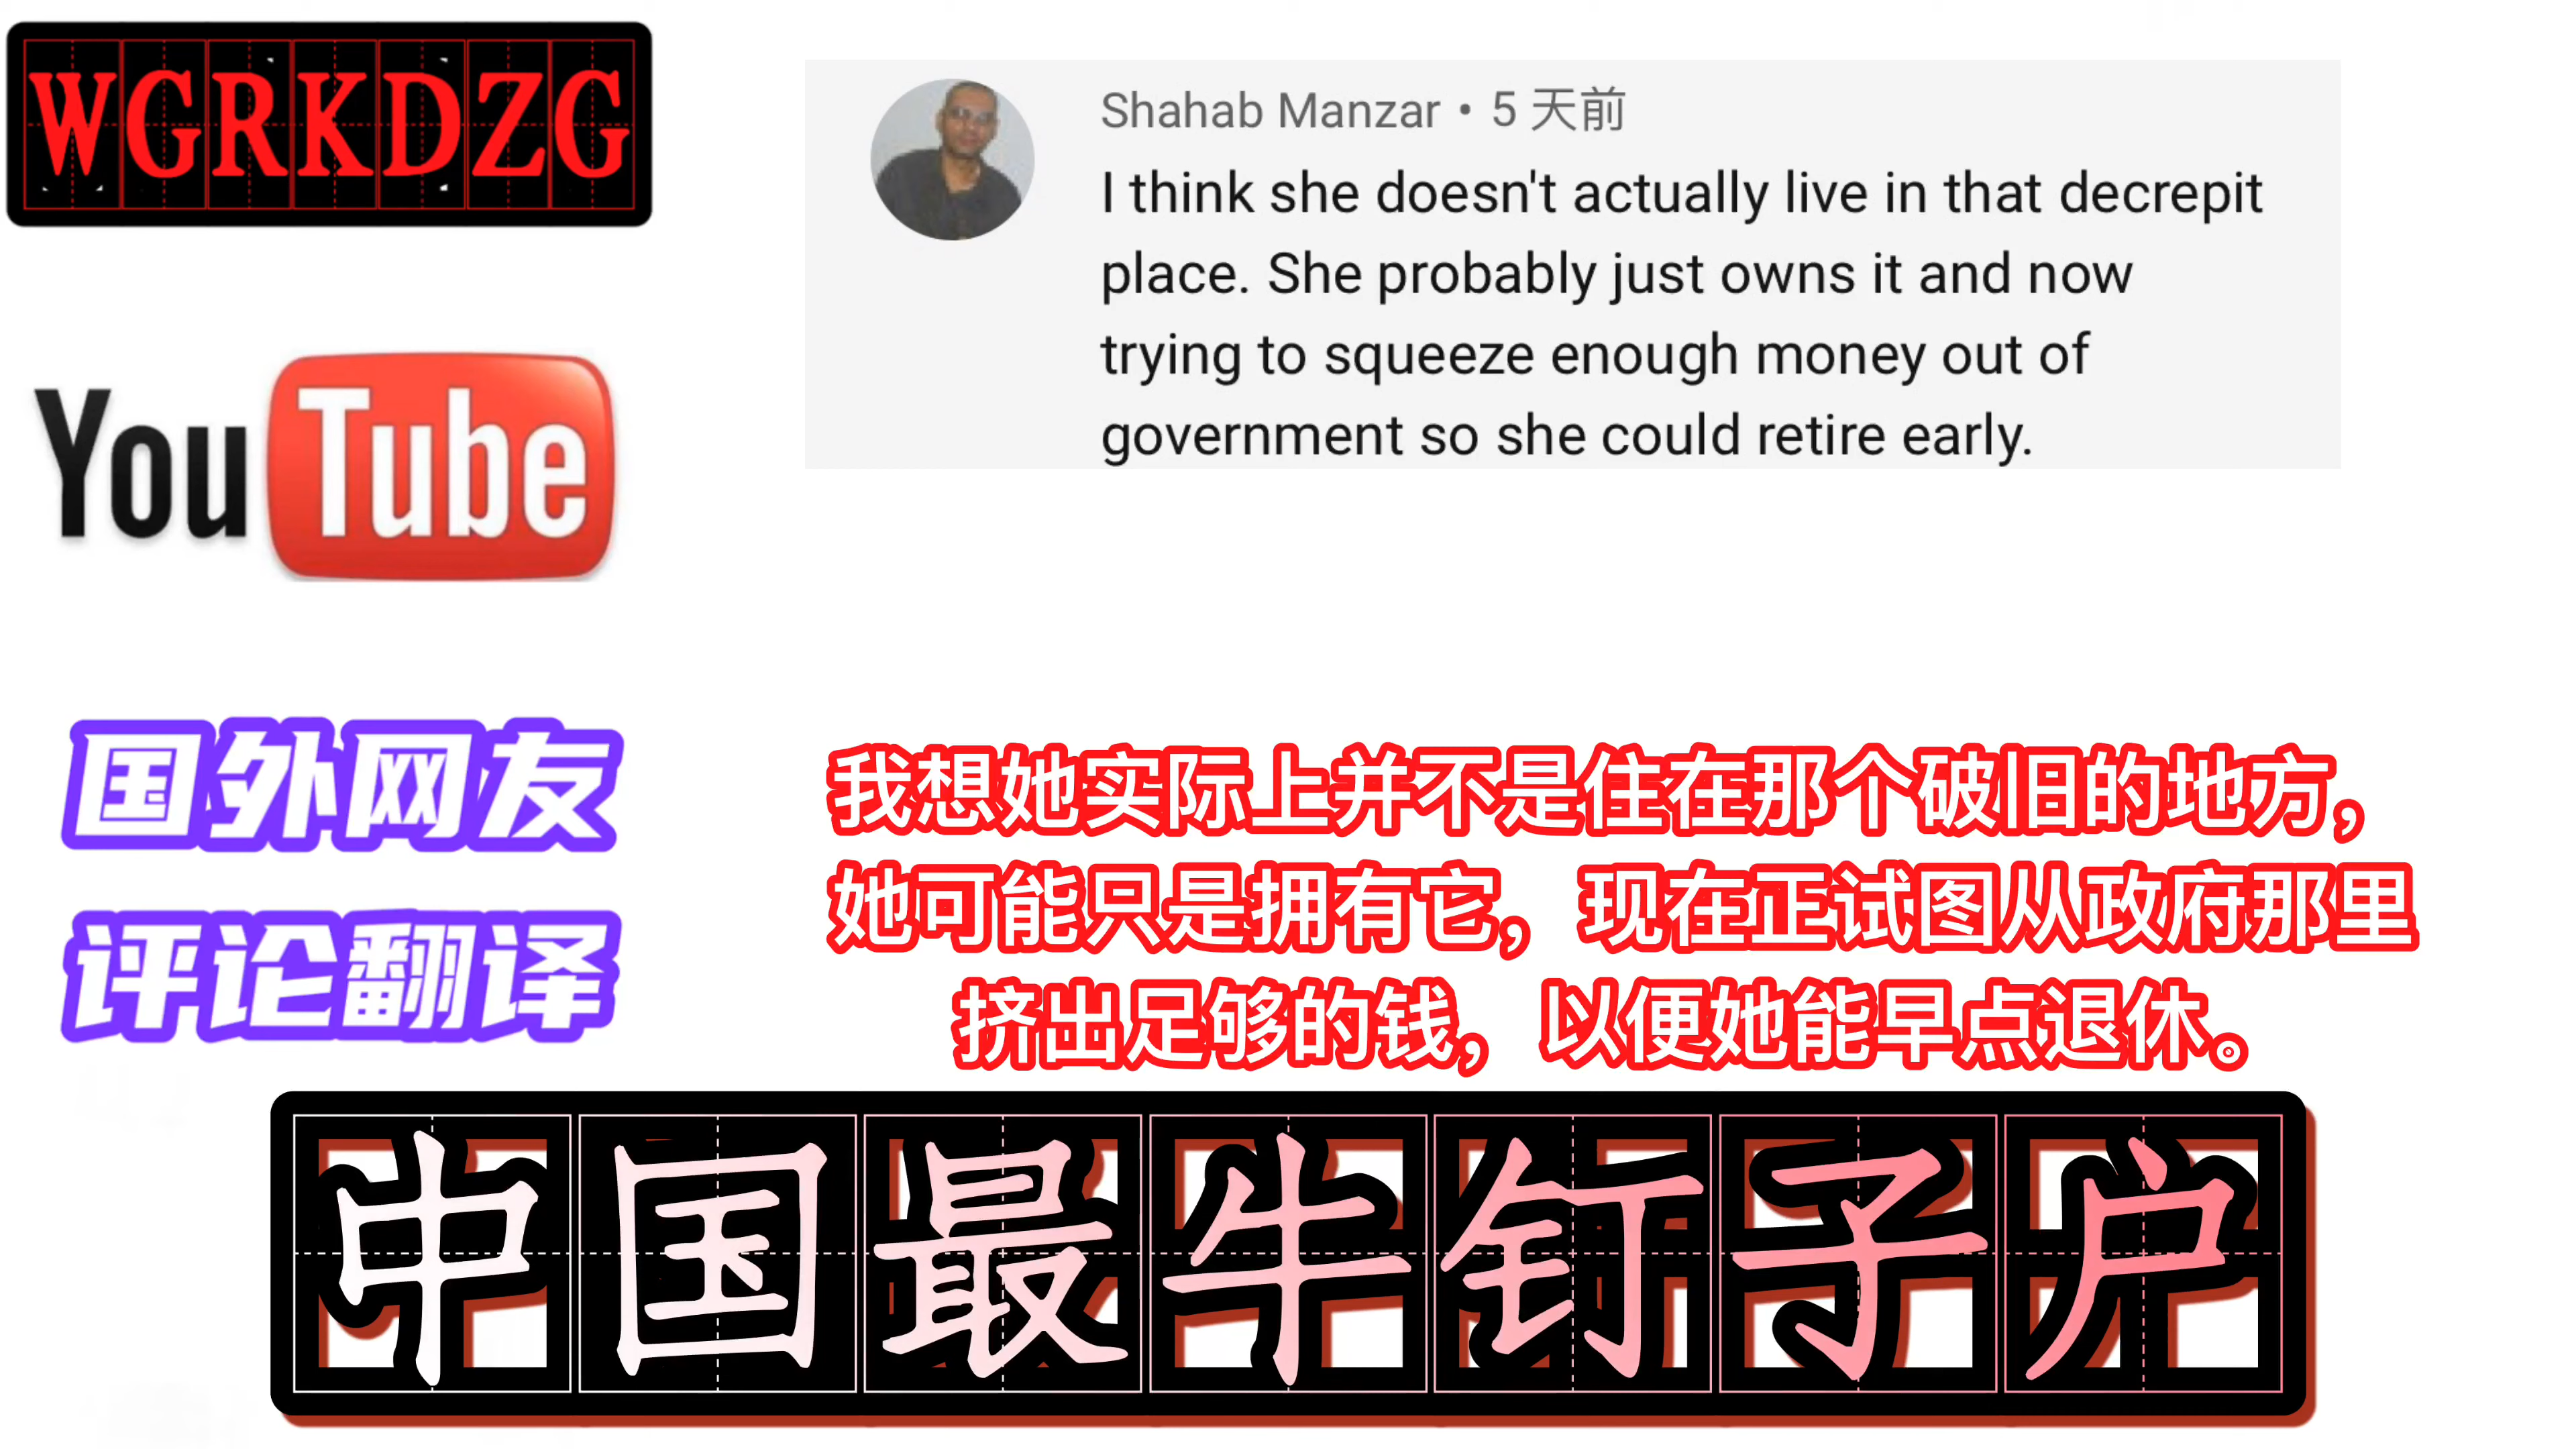 WGRKDZG
YouTube
Shahab Manzar • 5 天前
I think she doesn't actually live in that decrepit
place. She probably just owns it and now
trying to squeeze enough money out of
government so she could retire early.
国外网友
评论翻译
我想她实际上并不是住在那个破旧的地方，
她可能只是拥有它，现在正试图从政府那里
挤出足够的钱，以便她能早点退休。
中国最牛钉子户